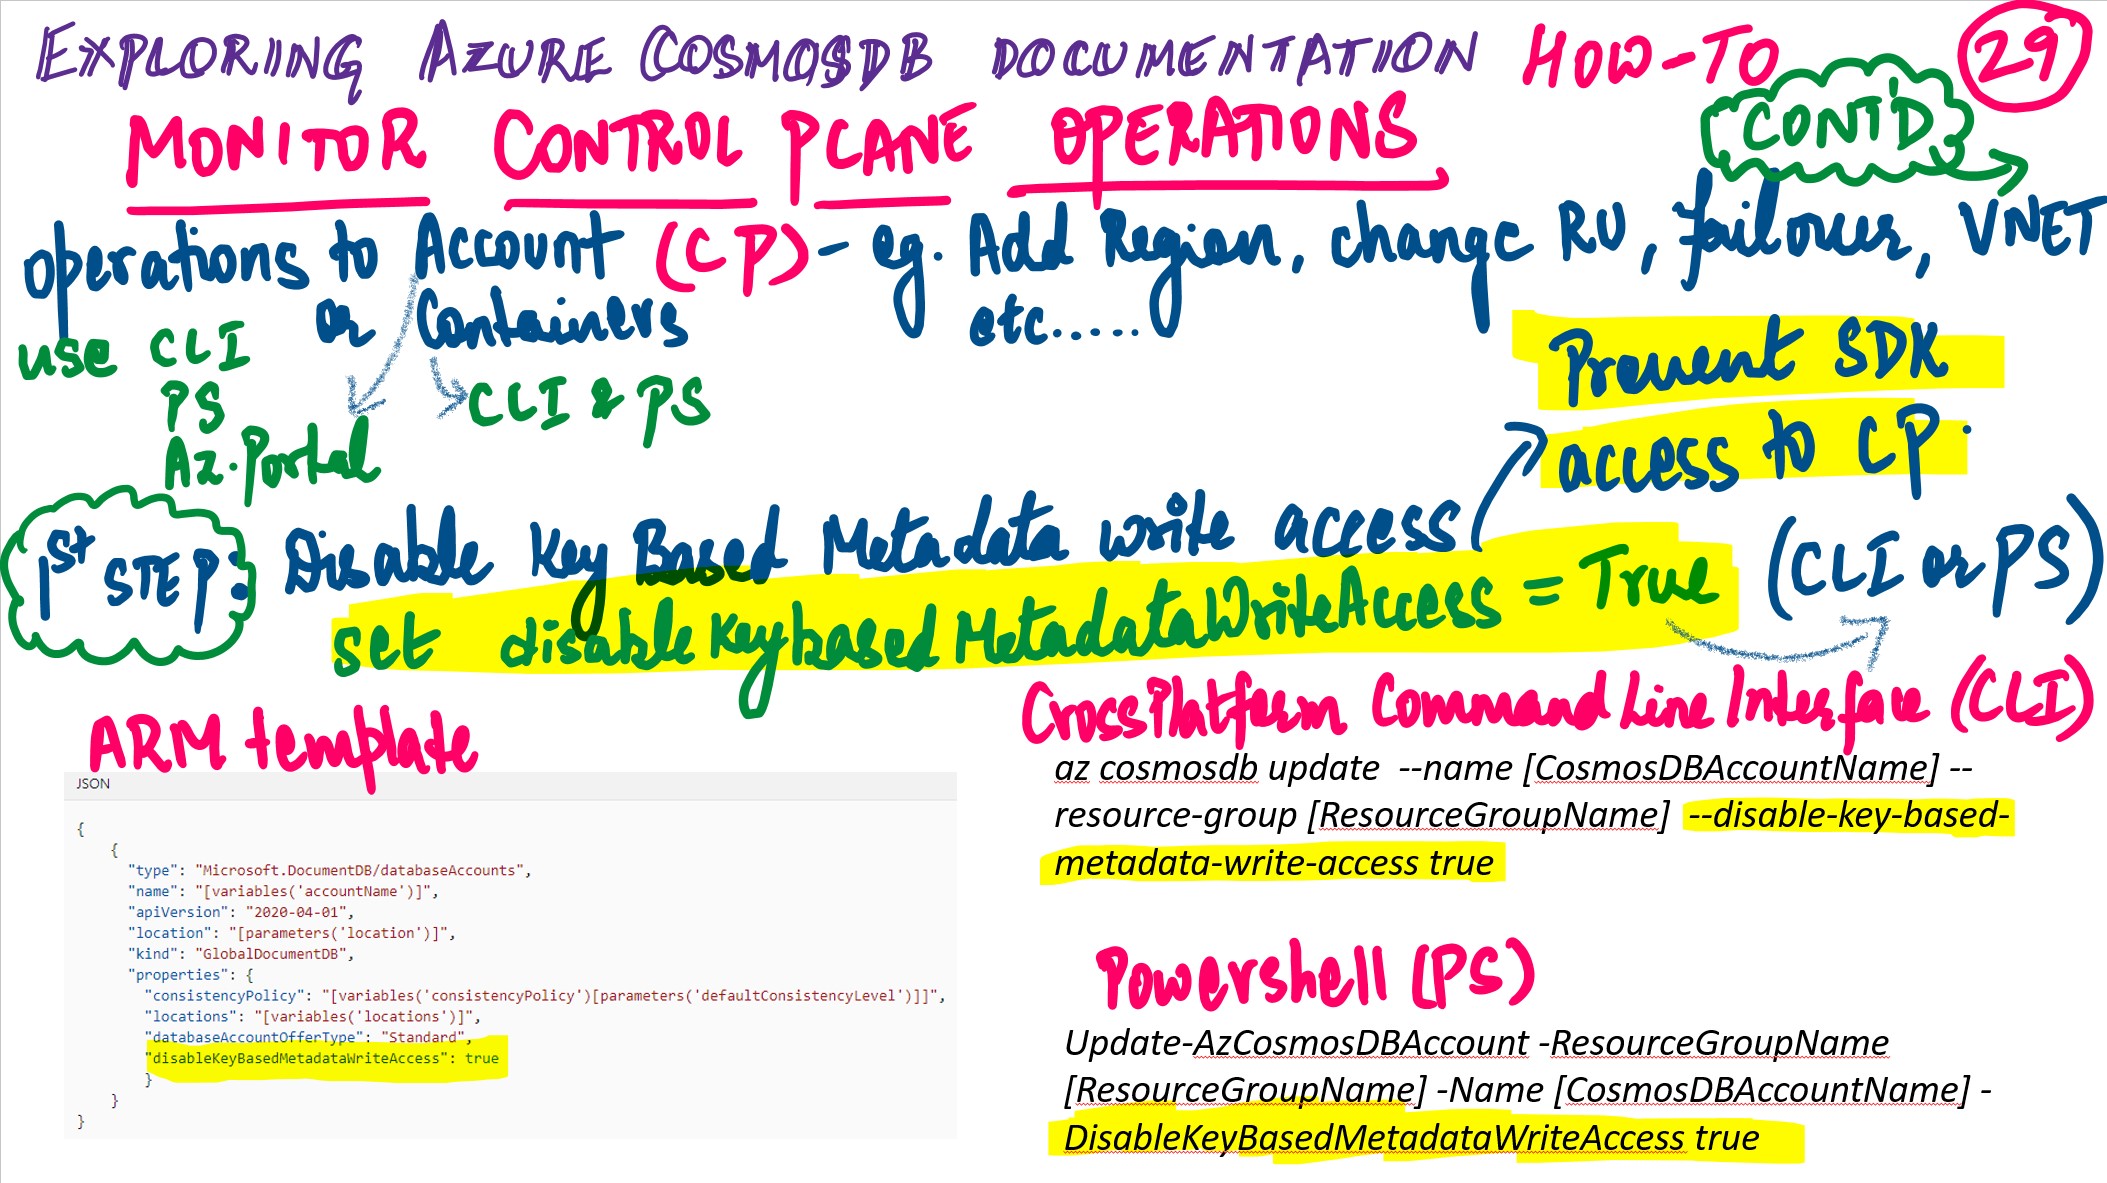 EXPLORING AZURE COSMOSDB DOCUMENTATION HOW-TO 29
MONITOR CONTROL PLANE OPERATIONS CONT'D
operations to Account (CP) - eg. Add Region, change RU, failover, VNET
or Containers etc.....
use CLI
PS
Az.Portal
CLI & PS
Prevent SDK
access to CP.
1st STEP: Disable Key Based Metadata write access
set disableKeybasedMetadataWriteAccess = True (CLI or PS)
ARM template
JSON
{
{
"type": "Microsoft.DocumentDB/databaseAccounts",
"name": "[variables('accountName')]",
"apiVersion": "2020-04-01",
"location": "[parameters('location')]",
"kind": "GlobalDocumentDB",
"properties": {
"consistencyPolicy": "[variables('consistencyPolicy')[parameters('defaultConsistencyLevel')]]",
"locations": "[variables('locations')]",
"databaseAccountOfferType": "Standard",
"disableKeyBasedMetadataWriteAccess": true
}
}
}
CrossPlatform Command Line Interface (CLI)
az cosmosdb update --name [CosmosDBAccountName] --
resource-group [ResourceGroupName] --disable-key-based-
metadata-write-access true
Powershell (PS)
Update-AzCosmosDBAccount -ResourceGroupName
[ResourceGroupName] -Name [CosmosDBAccountName] -
DisableKeyBasedMetadataWriteAccess true